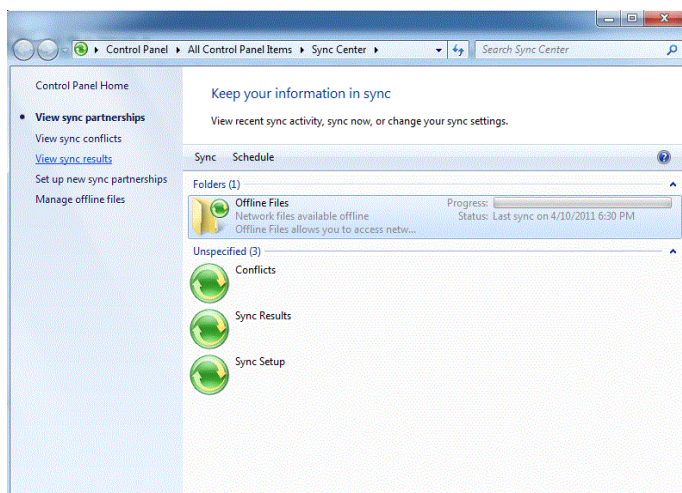 Control Panel ▸ All Control Panel Items ▸ Sync Center ▸
Search Sync Center
Control Panel Home
View sync partnerships
View sync conflicts
View sync results
Set up new sync partnerships
Manage offline files
Keep your information in sync
View recent sync activity, sync now, or change your sync settings.
Sync Schedule
Folders (1)
Offline Files
Network files available offline
Offline Files allows you to access netw...
Progress:
Status: Last sync on 4/10/2011 6:30 PM
Unspecified (3)
Conflicts
Sync Results
Sync Setup